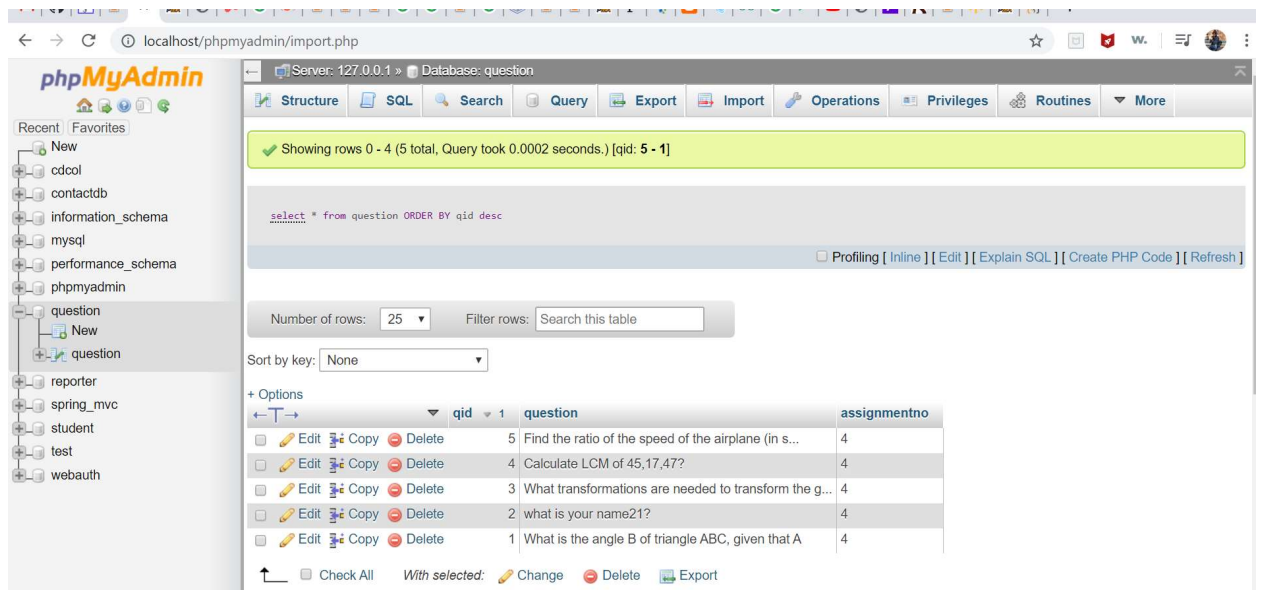 localhost/phpmyadmin/import.php
W.
phpMyAdmin
Recent Favorites
New
cdcol
contactdb
information_schema
mysql
performance_schema
phpmyadmin
question
New
question
reporter
spring_mvc
student
test
webauth
Server: 127.0.0.1 » Database: question
Structure SQL Search Query Export Import Operations Privileges Routines More
Showing rows 0 - 4 (5 total, Query took 0.0002 seconds.) [qid: 5 - 1]
select * from question ORDER BY qid desc
Profiling [ Inline ] [ Edit ] [ Explain SQL ] [ Create PHP Code ] [ Refresh ]
Number of rows: 25 Filter rows: Search this table
Sort by key: None
+ Options
←T→ qid 1 question assignmentno
Edit Copy Delete 5 Find the ratio of the speed of the airplane (in s... 4
Edit Copy Delete 4 Calculate LCM of 45,17,47? 4
Edit Copy Delete 3 What transformations are needed to transform the g... 4
Edit Copy Delete 2 what is your name21? 4
Edit Copy Delete 1 What is the angle B of triangle ABC, given that A 4
Check All With selected: Change Delete Export